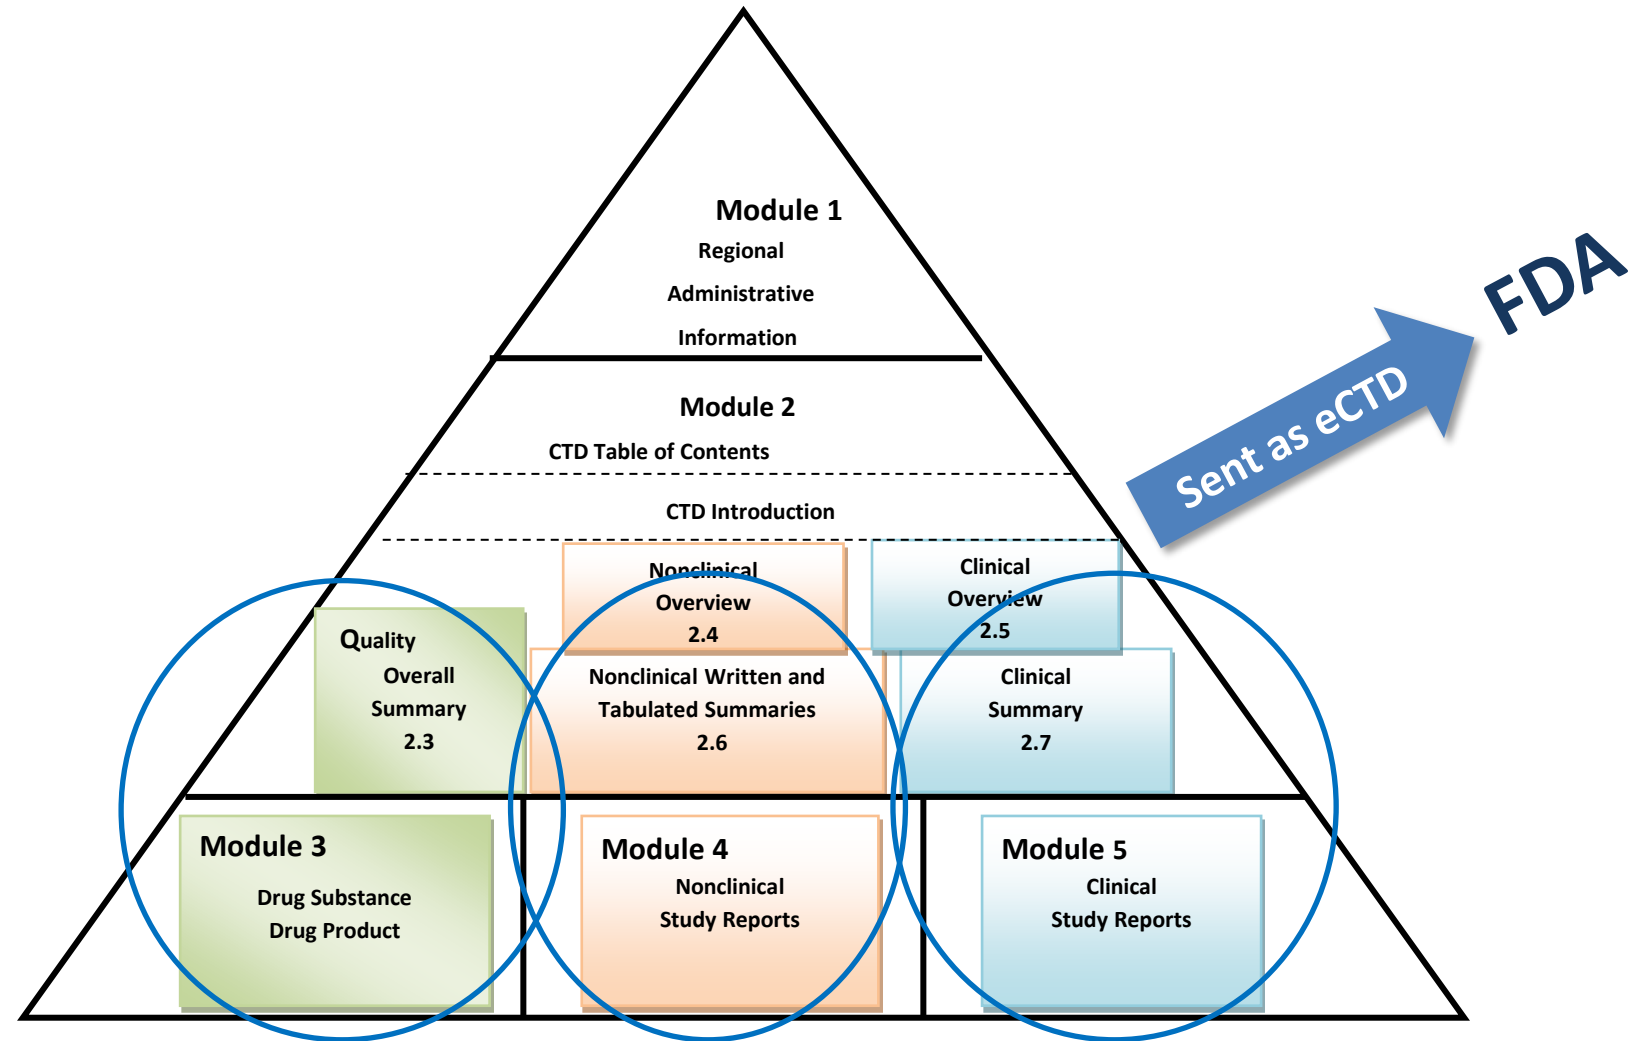 Module 1
Regional
Administrative
Information
FDA
Sent as eCTD
Module 2
CTD Table of Contents
CTD Introduction
Nonclinical
Overview
2.4
Clinical
Overview
2.5
Quality
Overall
Summary
2.3
Nonclinical Written and
Tabulated Summaries
2.6
Clinical
Summary
2.7
Module 3
Drug Substance
Drug Product
Module 4
Nonclinical
Study Reports
Module 5
Clinical
Study Reports